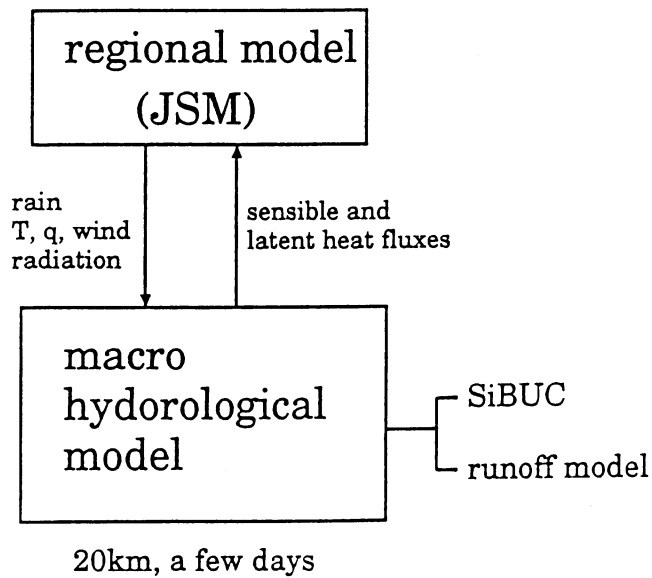 regional model
(JSM)
rain
T, q, wind
radiation
sensible and
latent heat fluxes
macro
hydorological
model
SiBUC
runoff model
20km, a few days